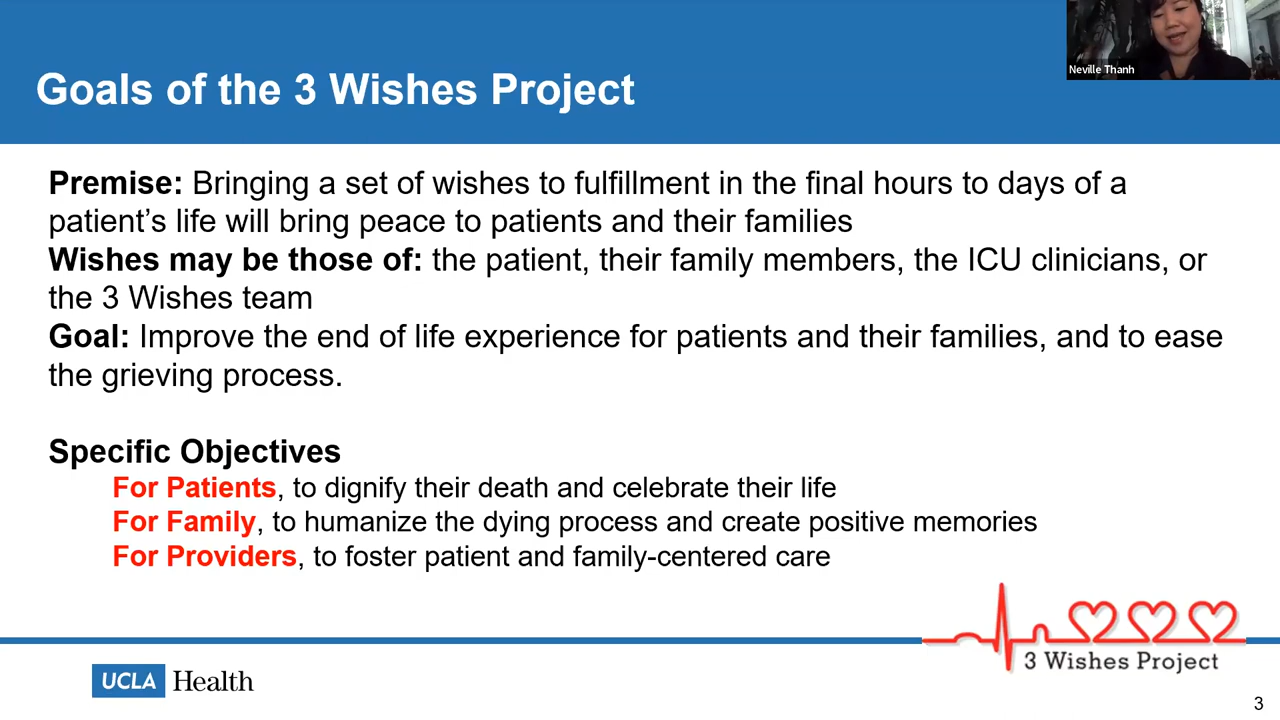 Neville Thanh
Goals of the 3 Wishes Project
Premise: Bringing a set of wishes to fulfillment in the final hours to days of a
patient’s life will bring peace to patients and their families
Wishes may be those of: the patient, their family members, the ICU clinicians, or
the 3 Wishes team
Goal: Improve the end of life experience for patients and their families, and to ease
the grieving process.
Specific Objectives
For Patients, to dignify their death and celebrate their life
For Family, to humanize the dying process and create positive memories
For Providers, to foster patient and family-centered care
3 Wishes Project
UCLA Health
3